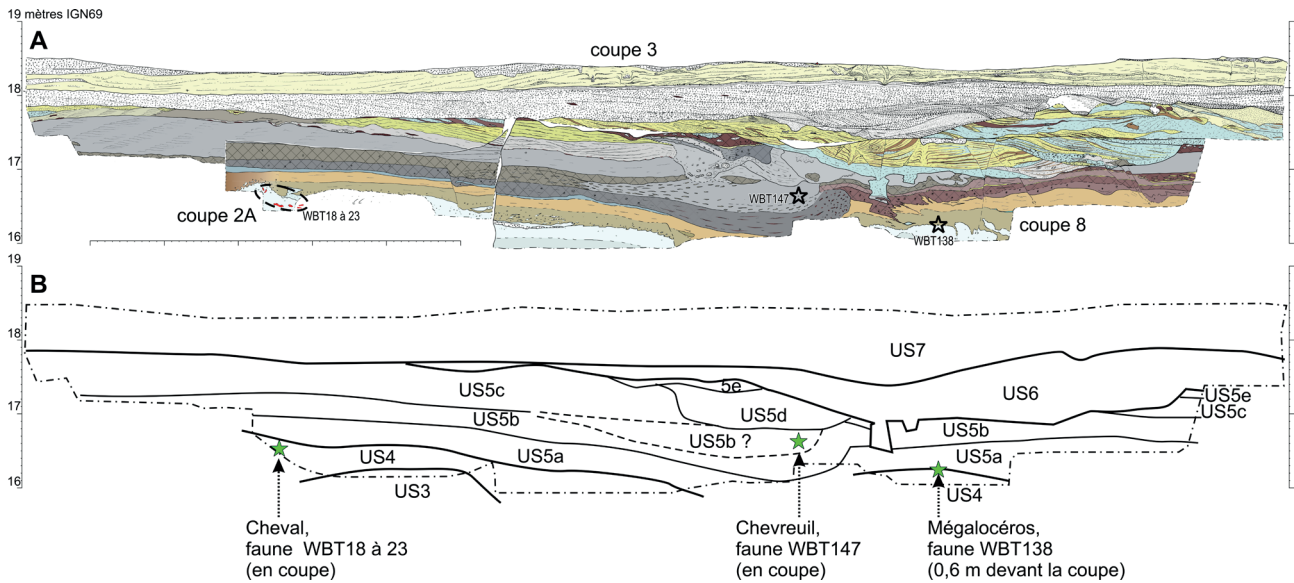 19 mètres IGN69
A
coupe 3
18
17
WBT147
coupe 2A
WBT18 à 23
coupe 8
WBT138
16
19
B
18
US7
US5c
5e
US6
US5e
US5c
17
US5b
US5d
US5b
US5b ?
US4
US5a
US5a
16
US3
US4
Cheval,
faune WBT18 à 23
(en coupe)
Chevreuil,
faune WBT147
(en coupe)
Mégalocéros,
faune WBT138
(0,6 m devant la coupe)